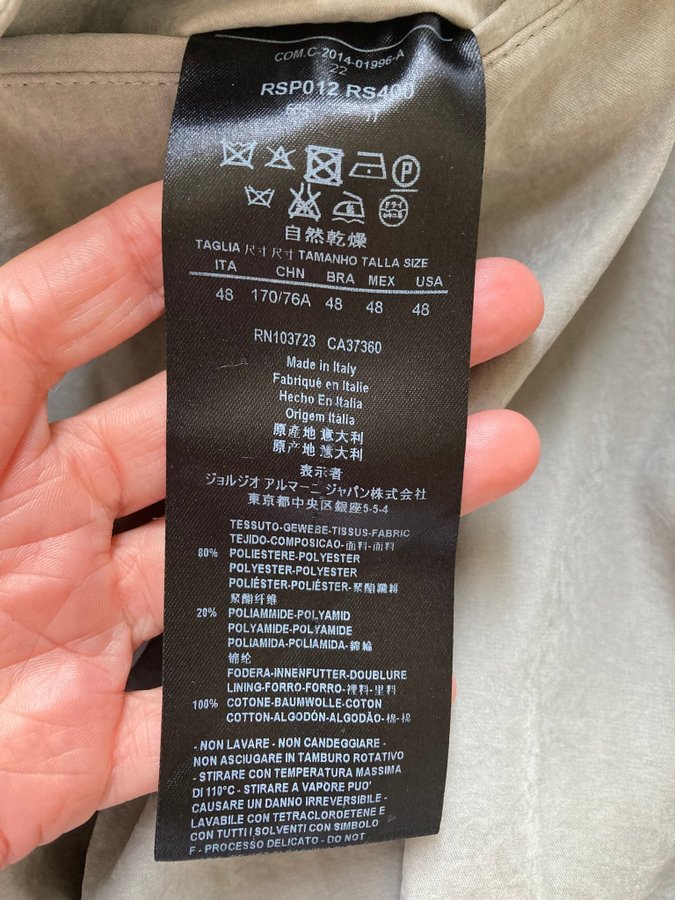 COM.C-2014-01996-A
22
RSP012 RS400
P
ドライ
自然乾燥
TAGLIA 尺寸 尺寸 TAMANHO TALLA SIZE
ITA CHN BRA MEX USA
48 170/76A 48 48 48
RN103723 CA37360
Made in Italy
Fabriqué en Italie
Hecho En Italia
Origem Itália
原産地 意大利
原产地 意大利
表示者
ジョルジオ アルマーニ ジャパン株式会社
東京都中央区銀座5-5-4
TESSUTO-GEWEBE-TISSUS-FABRIC
TEJIDO-COMPOSICAO-面料-面料
80% POLIESTERE-POLYESTER
POLYESTER-POLYESTER
POLIÉSTER-POLIÉSTER-聚酯纖維
聚酯纤维
20% POLIAMMIDE-POLYAMID
POLYAMIDE-POLYAMIDE
POLIAMIDA-POLIAMIDA-錦綸
锦纶
FODERA-INNENFUTTER-DOUBLURE
LINING-FORRO-FORRO-裡料-里料
100% COTONE-BAUMWOLLE-COTON
COTTON-ALGODÓN-ALGODÃO-棉-棉
- NON LAVARE - NON CANDEGGIARE -
NON ASCIUGARE IN TAMBURO ROTATIVO
- STIRARE CON TEMPERATURA MASSIMA
DI 110°C - STIRARE A VAPORE PUO'
CAUSARE UN DANNO IRREVERSIBILE -
LAVABILE CON TETRACLOROETENE E
CON TUTTI I SOLVENTI CON SIMBOLO
F - PROCESSO DELICATO - DO NOT